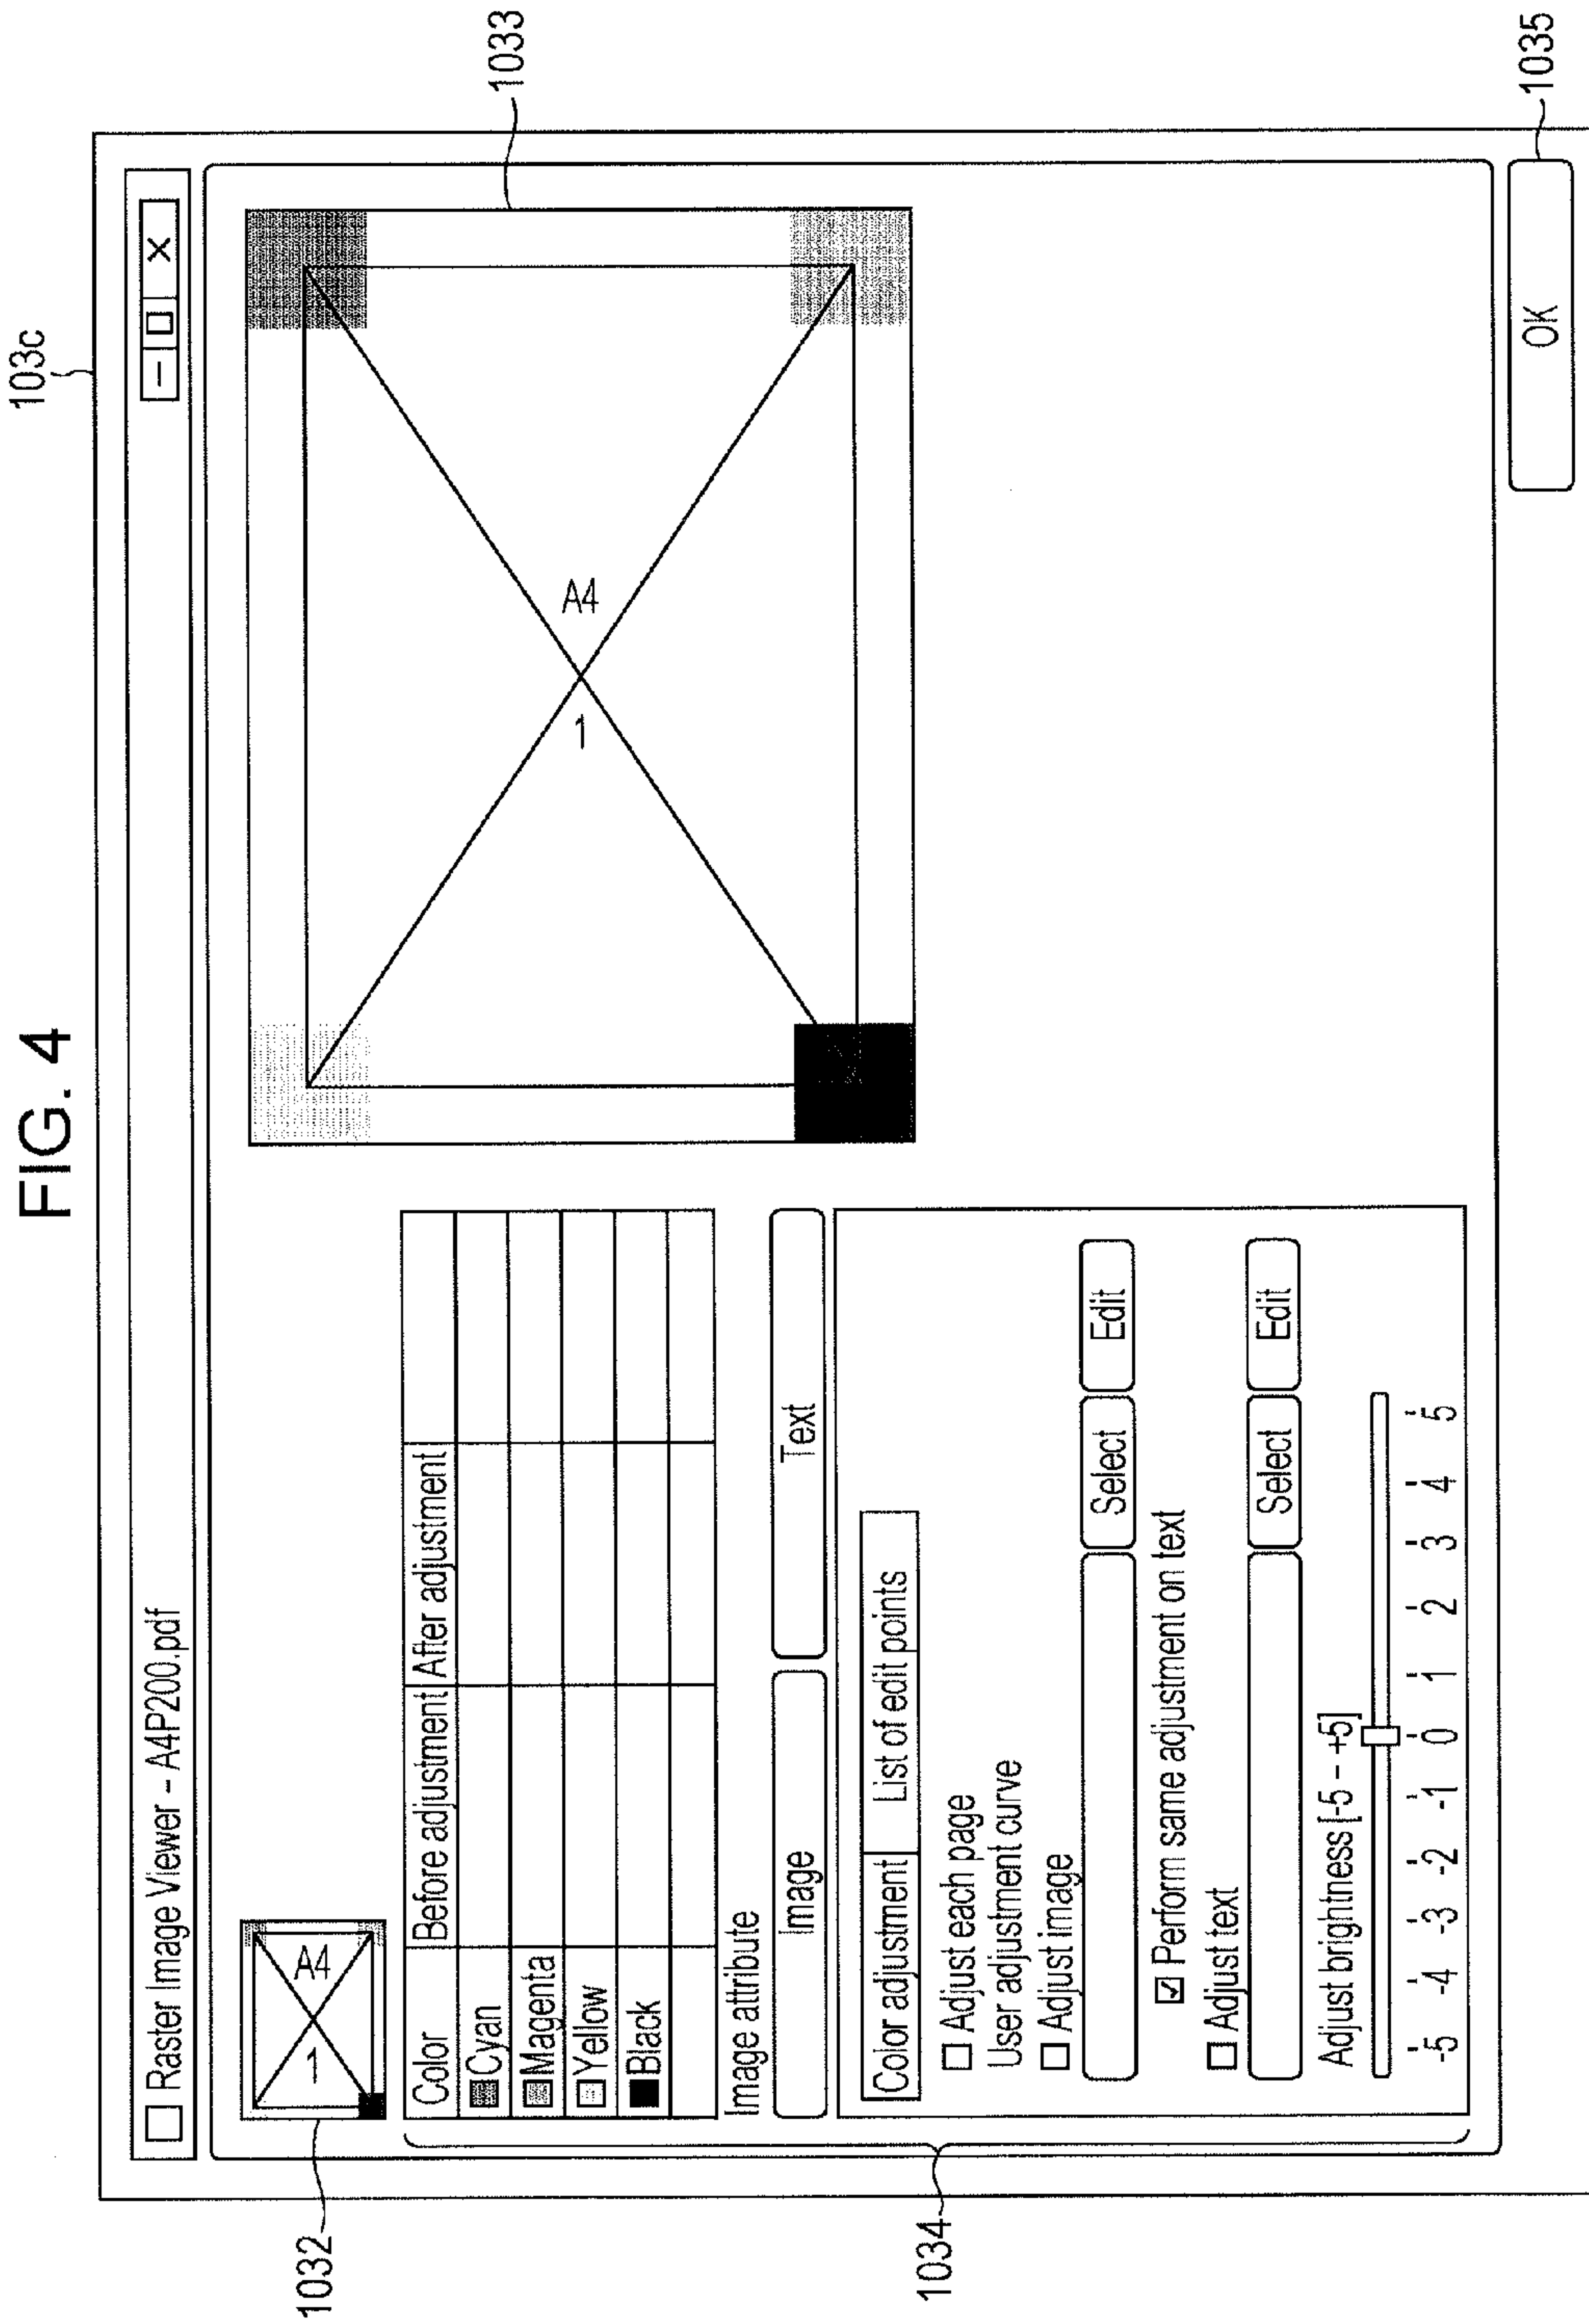 FIG. 4
103c
Raster Image Viewer - A4P200.pdf
1032
A4
1
1033
A4
1
1034
Color Before adjustment After adjustment
Cyan
Magenta
Yellow
Black
Image attribute
Image Text
Color adjustment List of edit points
Adjust each page
User adjustment curve
Adjust image
Select Edit
Perform same adjustment on text
Adjust text
Select Edit
Adjust brightness [-5 – +5]
-5 -4 -3 -2 -1 0 1 2 3 4 5
OK
1035